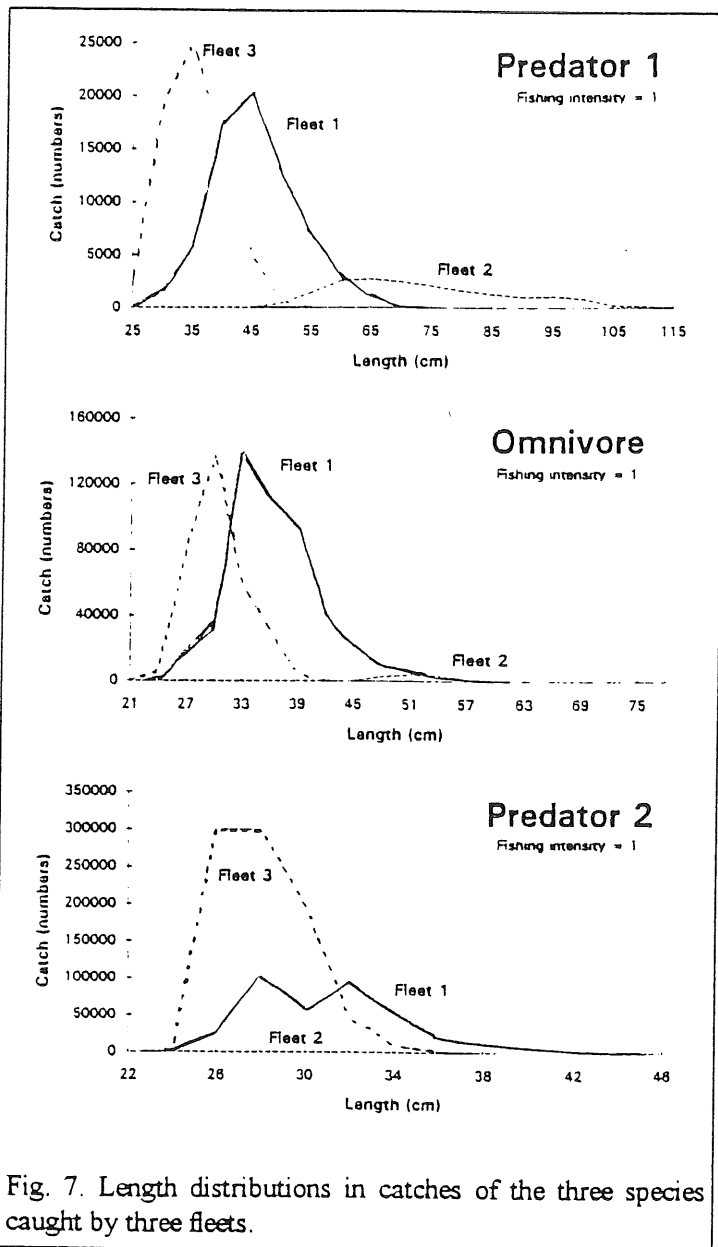 Predator 1
Fishing intensity = 1
25000
20000
15000
10000
5000
0
Catch (numbers)
Fleet 3
Fleet 1
Fleet 2
25 35 45 55 65 75 85 95 105 115
Length (cm)
Omnivore
Fishing intensity = 1
160000
120000
80000
40000
0
Catch (numbers)
Fleet 3
Fleet 1
Fleet 2
21 27 33 39 45 51 57 63 69 75
Length (cm)
Predator 2
Fishing intensity = 1
350000
300000
250000
200000
150000
100000
50000
0
Catch (numbers)
Fleet 3
Fleet 1
Fleet 2
22 26 30 34 38 42 46
Length (cm)
Fig. 7. Length distributions in catches of the three species
caught by three fleets.